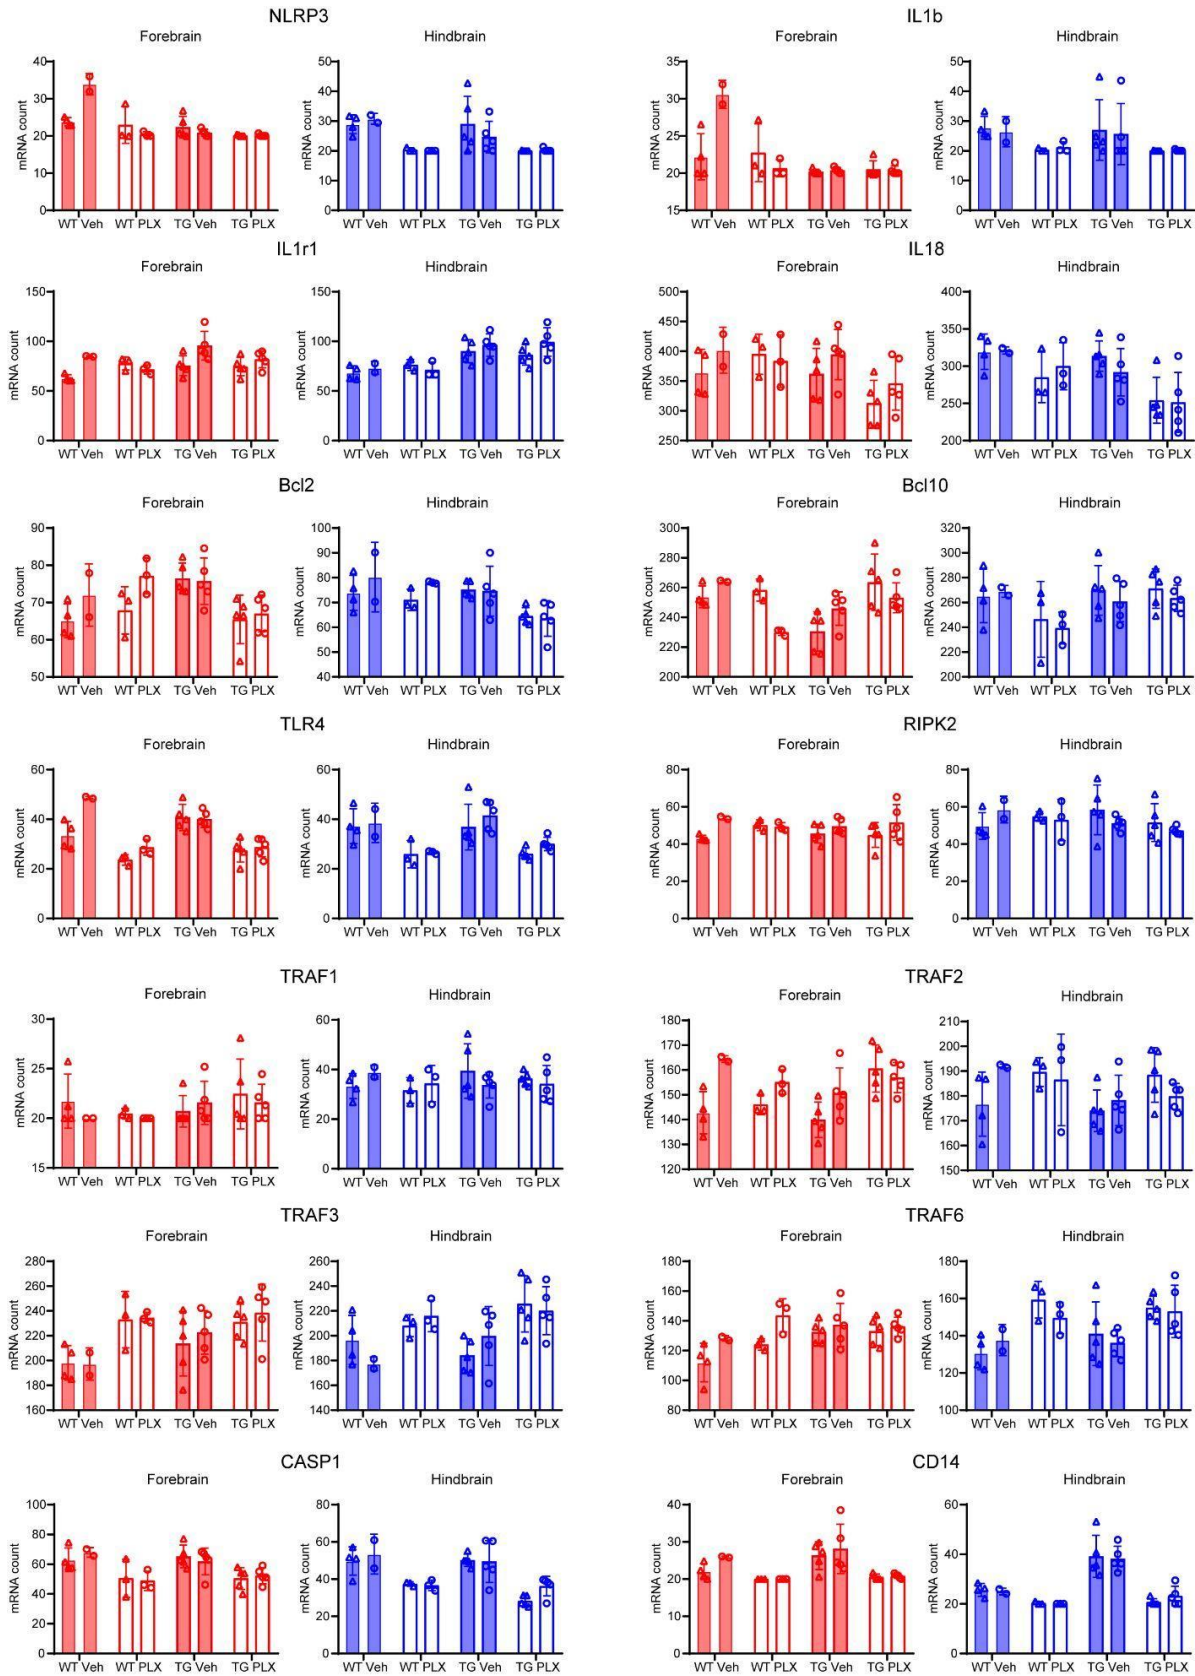 NLRP3
Forebrain
mRNA count
40
30
20
10
0
WT Veh WT PLX TG Veh TG PLX
Hindbrain
mRNA count
50
40
30
20
10
0
WT Veh WT PLX TG Veh TG PLX
IL1b
Forebrain
mRNA count
35
30
25
20
15
WT Veh WT PLX TG Veh TG PLX
Hindbrain
mRNA count
50
40
30
20
10
0
WT Veh WT PLX TG Veh TG PLX
IL1r1
Forebrain
mRNA count
150
100
50
0
WT Veh WT PLX TG Veh TG PLX
Hindbrain
mRNA count
150
100
50
0
WT Veh WT PLX TG Veh TG PLX
IL18
Forebrain
mRNA count
500
450
400
350
300
250
WT Veh WT PLX TG Veh TG PLX
Hindbrain
mRNA count
400
350
300
250
200
WT Veh WT PLX TG Veh TG PLX
Bcl2
Forebrain
mRNA count
90
80
70
60
50
WT Veh WT PLX TG Veh TG PLX
Hindbrain
mRNA count
100
90
80
70
60
50
40
WT Veh WT PLX TG Veh TG PLX
Bcl10
Forebrain
mRNA count
300
280
260
240
220
200
WT Veh WT PLX TG Veh TG PLX
Hindbrain
mRNA count
320
300
280
260
240
220
200
WT Veh WT PLX TG Veh TG PLX
TLR4
Forebrain
mRNA count
60
40
20
0
WT Veh WT PLX TG Veh TG PLX
Hindbrain
mRNA count
60
40
20
0
WT Veh WT PLX TG Veh TG PLX
RIPK2
Forebrain
mRNA count
80
60
40
20
0
WT Veh WT PLX TG Veh TG PLX
Hindbrain
mRNA count
80
60
40
20
0
WT Veh WT PLX TG Veh TG PLX
TRAF1
Forebrain
mRNA count
30
25
20
15
WT Veh WT PLX TG Veh TG PLX
Hindbrain
mRNA count
60
40
20
0
WT Veh WT PLX TG Veh TG PLX
TRAF2
Forebrain
mRNA count
180
170
160
150
140
130
120
WT Veh WT PLX TG Veh TG PLX
Hindbrain
mRNA count
210
200
190
180
170
160
150
WT Veh WT PLX TG Veh TG PLX
TRAF3
Forebrain
mRNA count
280
260
240
220
200
180
160
WT Veh WT PLX TG Veh TG PLX
Hindbrain
mRNA count
260
240
220
200
180
160
140
WT Veh WT PLX TG Veh TG PLX
TRAF6
Forebrain
mRNA count
180
160
140
120
100
80
WT Veh WT PLX TG Veh TG PLX
Hindbrain
mRNA count
180
160
140
120
100
WT Veh WT PLX TG Veh TG PLX
CASP1
Forebrain
mRNA count
100
80
60
40
20
0
WT Veh WT PLX TG Veh TG PLX
Hindbrain
mRNA count
80
60
40
20
0
WT Veh WT PLX TG Veh TG PLX
CD14
Forebrain
mRNA count
40
30
20
10
0
WT Veh WT PLX TG Veh TG PLX
Hindbrain
mRNA count
60
40
20
0
WT Veh WT PLX TG Veh TG PLX